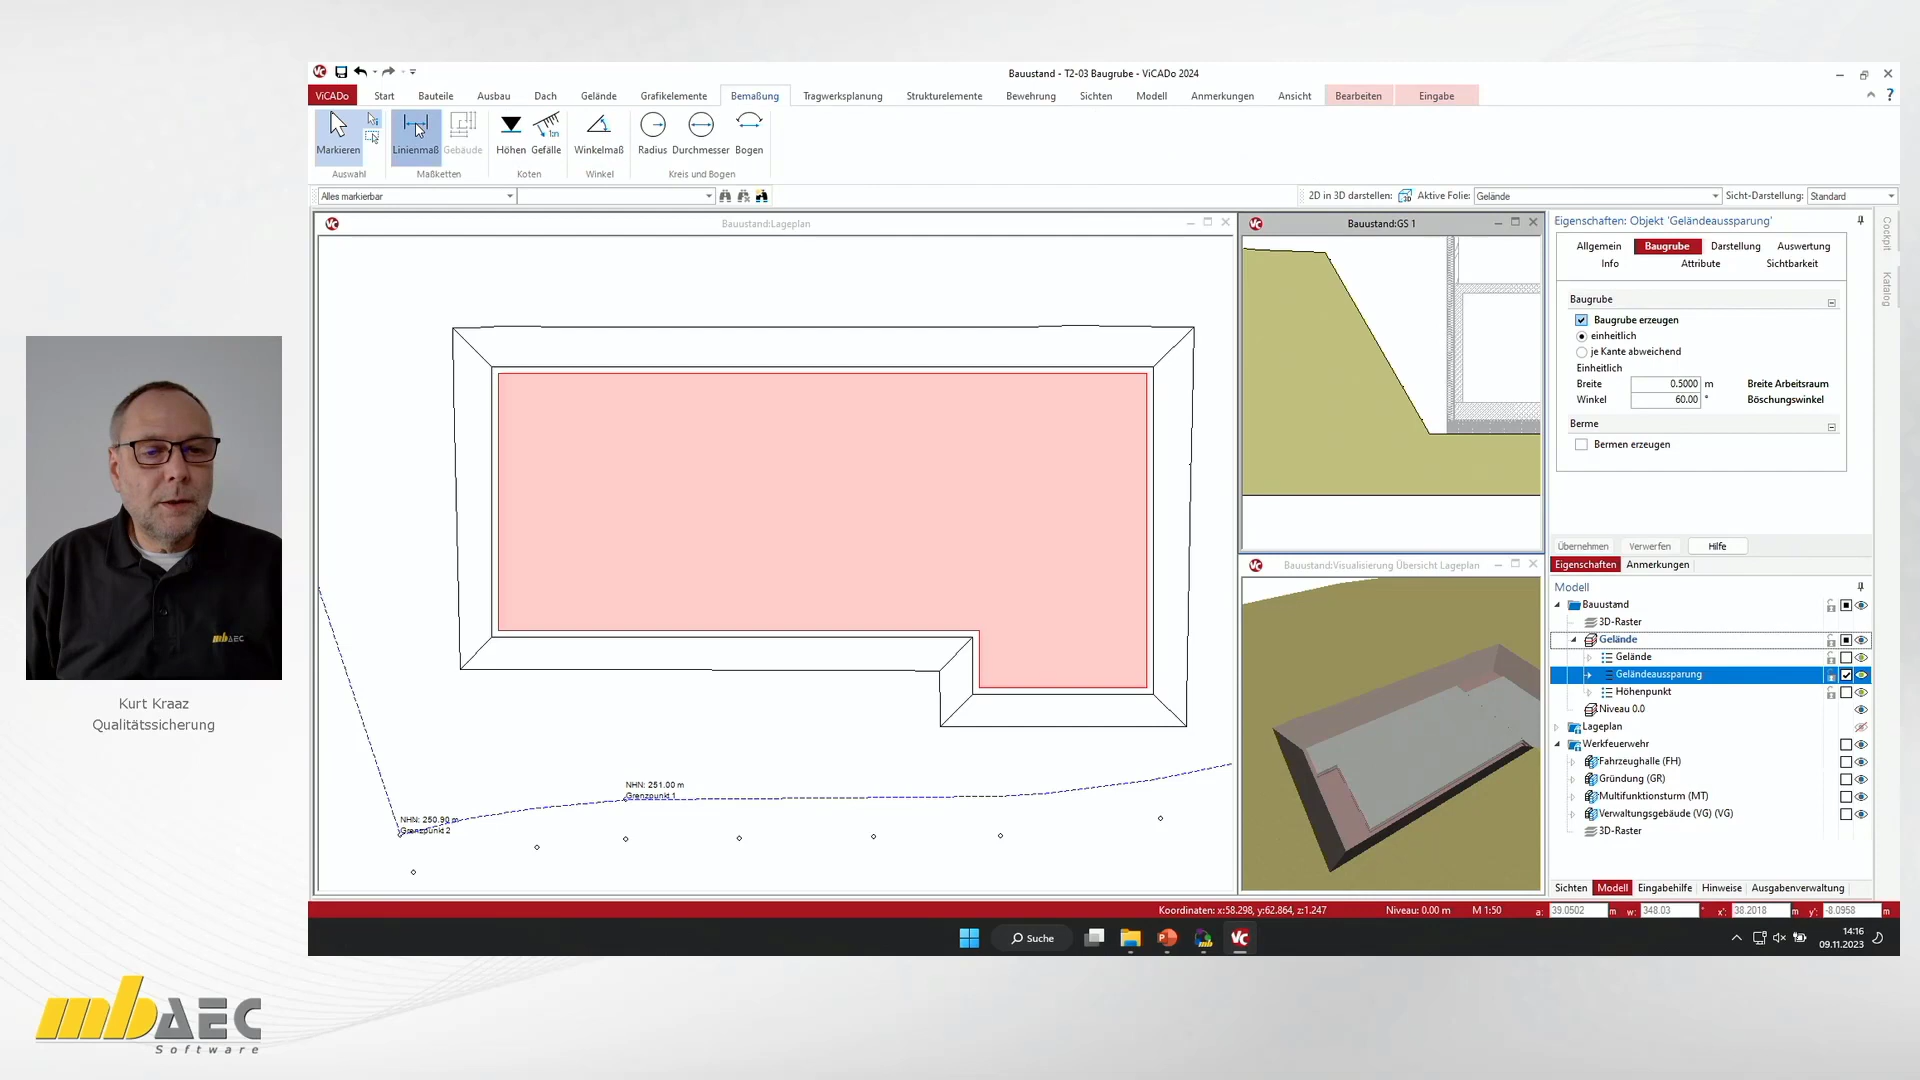 Bauustand - T2-03 Baugrube - ViCADo 2024
ViCADo Start Bauteile Ausbau Dach Gelände Grafikelemente Bemaßung Tragwerksplanung Strukturelemente Bewehrung Sichten Modell Anmerkungen Ansicht Bearbeiten Eingabe
Markieren Linienmaß Gebäude Höhen Gefälle Winkelmaß Radius Durchmesser Bogen
Auswahl Maßketten Koten Winkel Kreis und Bogen
Alles markierbar 2D in 3D darstellen: Aktive Folie: Gelände Sicht-Darstellung: Standard
Bauustand:Lageplan
NHN: 251.00 m
Grenzpunkt 1
NHN: 250.90 m
Grenzpunkt 2
Bauustand:GS 1
Bauustand:Visualisierung Übersicht Lageplan
Eigenschaften: Objekt 'Geländeaussparung'
Allgemein Baugrube Darstellung Auswertung
Info Attribute Sichtbarkeit
Baugrube
Baugrube erzeugen
einheitlich
je Kante abweichend
Einheitlich
Breite 0.5000 m Breite Arbeitsraum
Winkel 60.00 ° Böschungswinkel
Berme
Bermen erzeugen
Übernehmen Verwerfen Hilfe
Eigenschaften Anmerkungen
Modell
Bauustand
3D-Raster
Gelände
Gelände
Geländeaussparung
Höhenpunkt
Niveau 0.0
Lageplan
Werkfeuerwehr
Fahrzeughalle (FH)
Gründung (GR)
Multifunktionsturm (MT)
Verwaltungsgebäude (VG) (VG)
3D-Raster
Sichten Modell Eingabehilfe Hinweise Ausgabenverwaltung
Cockpit
Katalog
Koordinaten: x:58.298, y:62.864, z:1.247 Niveau: 0.00 m M 1:50 a: 39.0502 m w: 348.03 ° x': 38.2018 m y': -8.0958 m
Suche
14:16
09.11.2023
mbAEC
Kurt Kraaz
Qualitätssicherung
mbAEC
Software